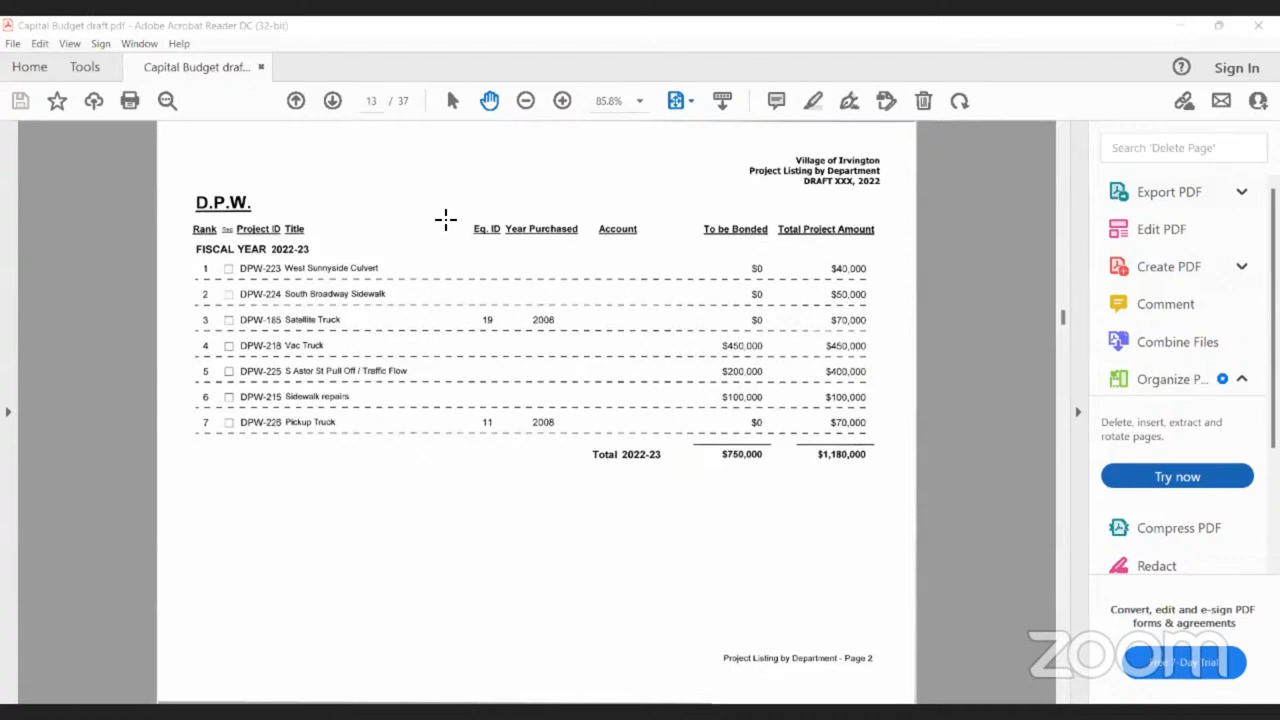 Capital Budget draft.pdf - Adobe Acrobat Reader DC (32-bit)
File Edit View Sign Window Help
Home Tools Capital Budget draf... Sign In
13 / 37 85.8%
Village of Irvington
Project Listing by Department
DRAFT XXX, 2022
D.P.W.
Rank Project ID Title Eq. ID Year Purchased Account To be Bonded Total Project Amount
FISCAL YEAR 2022-23
1 DPW-223 West Sunnyside Culvert $0 $40,000
2 DPW-224 South Broadway Sidewalk $0 $50,000
3 DPW-185 Satellite Truck 19 2008 $0 $70,000
4 DPW-218 Vac Truck $450,000 $450,000
5 DPW-225 S Astor St Pull Off / Traffic Flow $200,000 $400,000
6 DPW-215 Sidewalk repairs $100,000 $100,000
7 DPW-226 Pickup Truck 11 2008 $0 $70,000
Total 2022-23 $750,000 $1,180,000
Project Listing by Department - Page 2
Search 'Delete Page'
Export PDF
Edit PDF
Create PDF
Comment
Combine Files
Organize P...
Delete, insert, extract and
rotate pages.
Try now
Compress PDF
Redact
Convert, edit and e-sign PDF
forms & agreements
Free 7-Day Trial
zoom